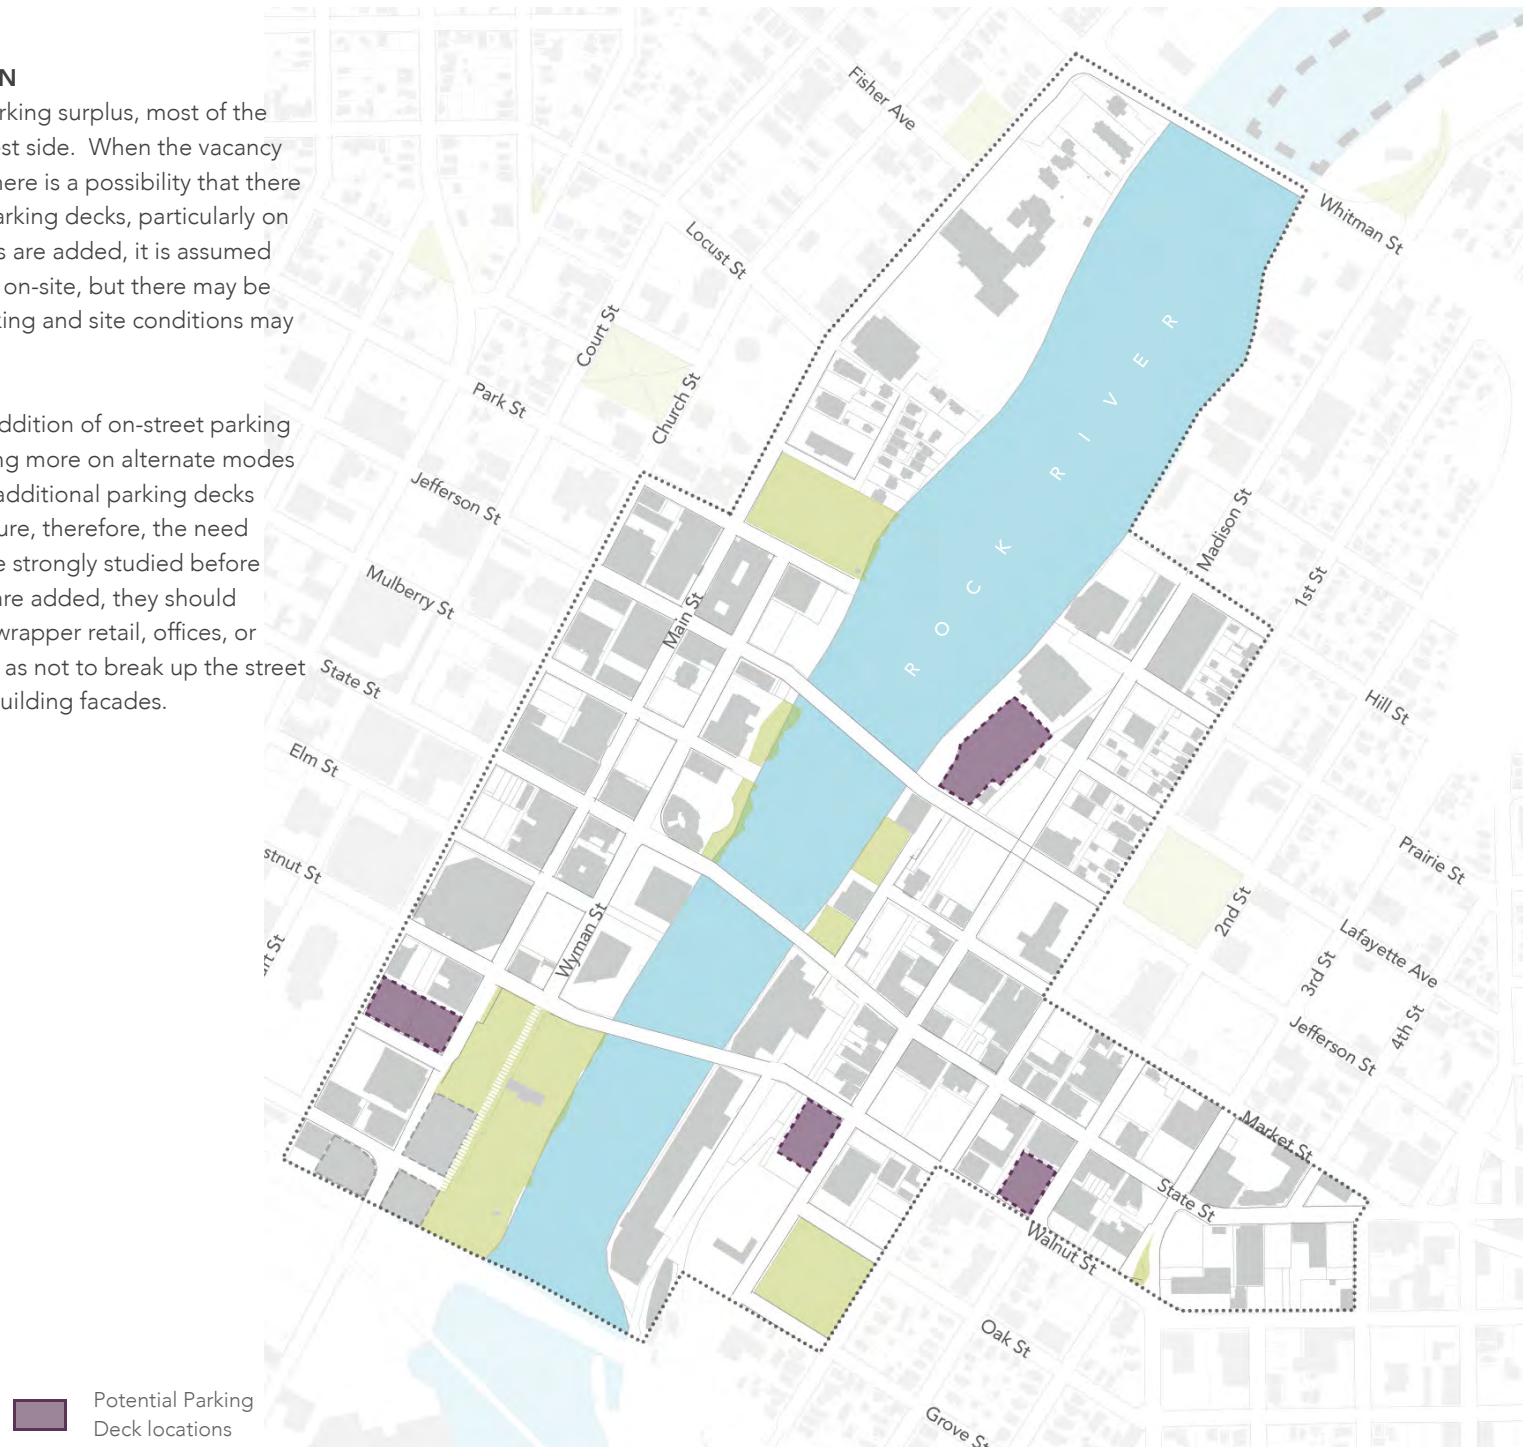 N
rking surplus, most of the
st side. When the vacancy
here is a possibility that there
arking decks, particularly on
s are added, it is assumed
on-site, but there may be
king and site conditions may
ddition of on-street parking
ng more on alternate modes
additional parking decks
ure, therefore, the need
e strongly studied before
are added, they should
wrapper retail, offices, or
as not to break up the street
uilding facades.
Fisher Ave
Whitman St
Locust St
Court St
Church St
Park St
Jefferson St
Mulberry St
Main St
State St
Elm St
stnut St
Wyman St
rt St
ROCK RIVER
Madison St
1st St
Hill St
Prairie St
2nd St
Lafayette Ave
3rd St
4th St
Jefferson St
Market St
State St
Walnut St
Oak St
Grove St
Potential Parking
Deck locations